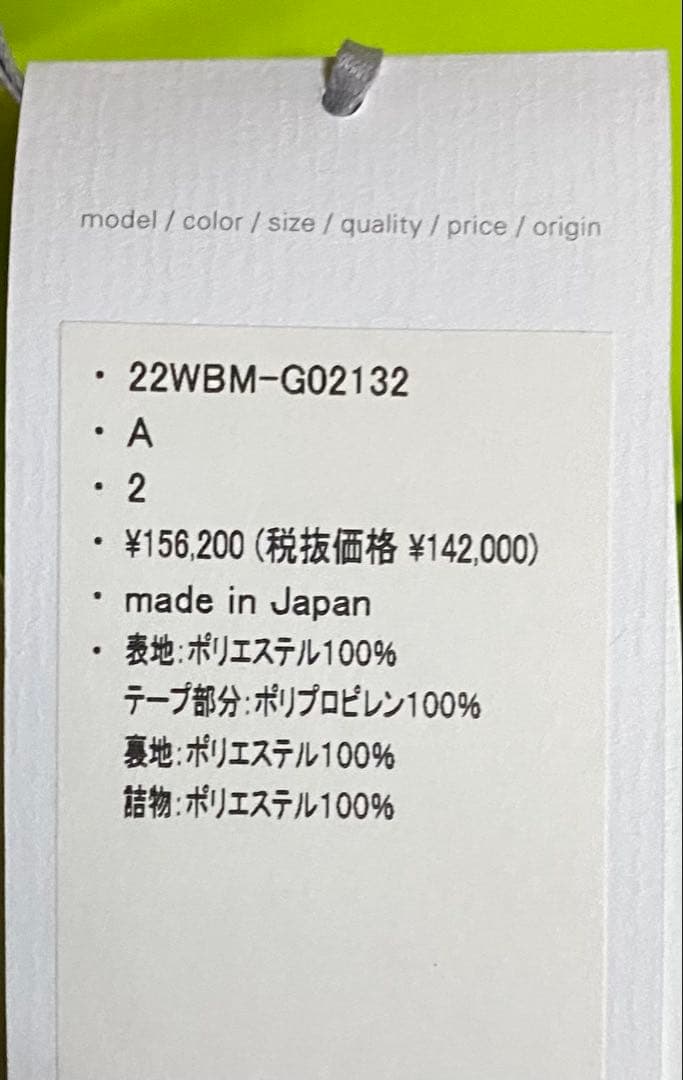 model / color / size / quality / price / origin
・ 22WBM-G02132
・ A
・ 2
・ ¥156,200 (税抜価格 ¥142,000)
・ made in Japan
・ 表地:ポリエステル100%
テープ部分:ポリプロピレン100%
裏地:ポリエステル100%
詰物:ポリエステル100%